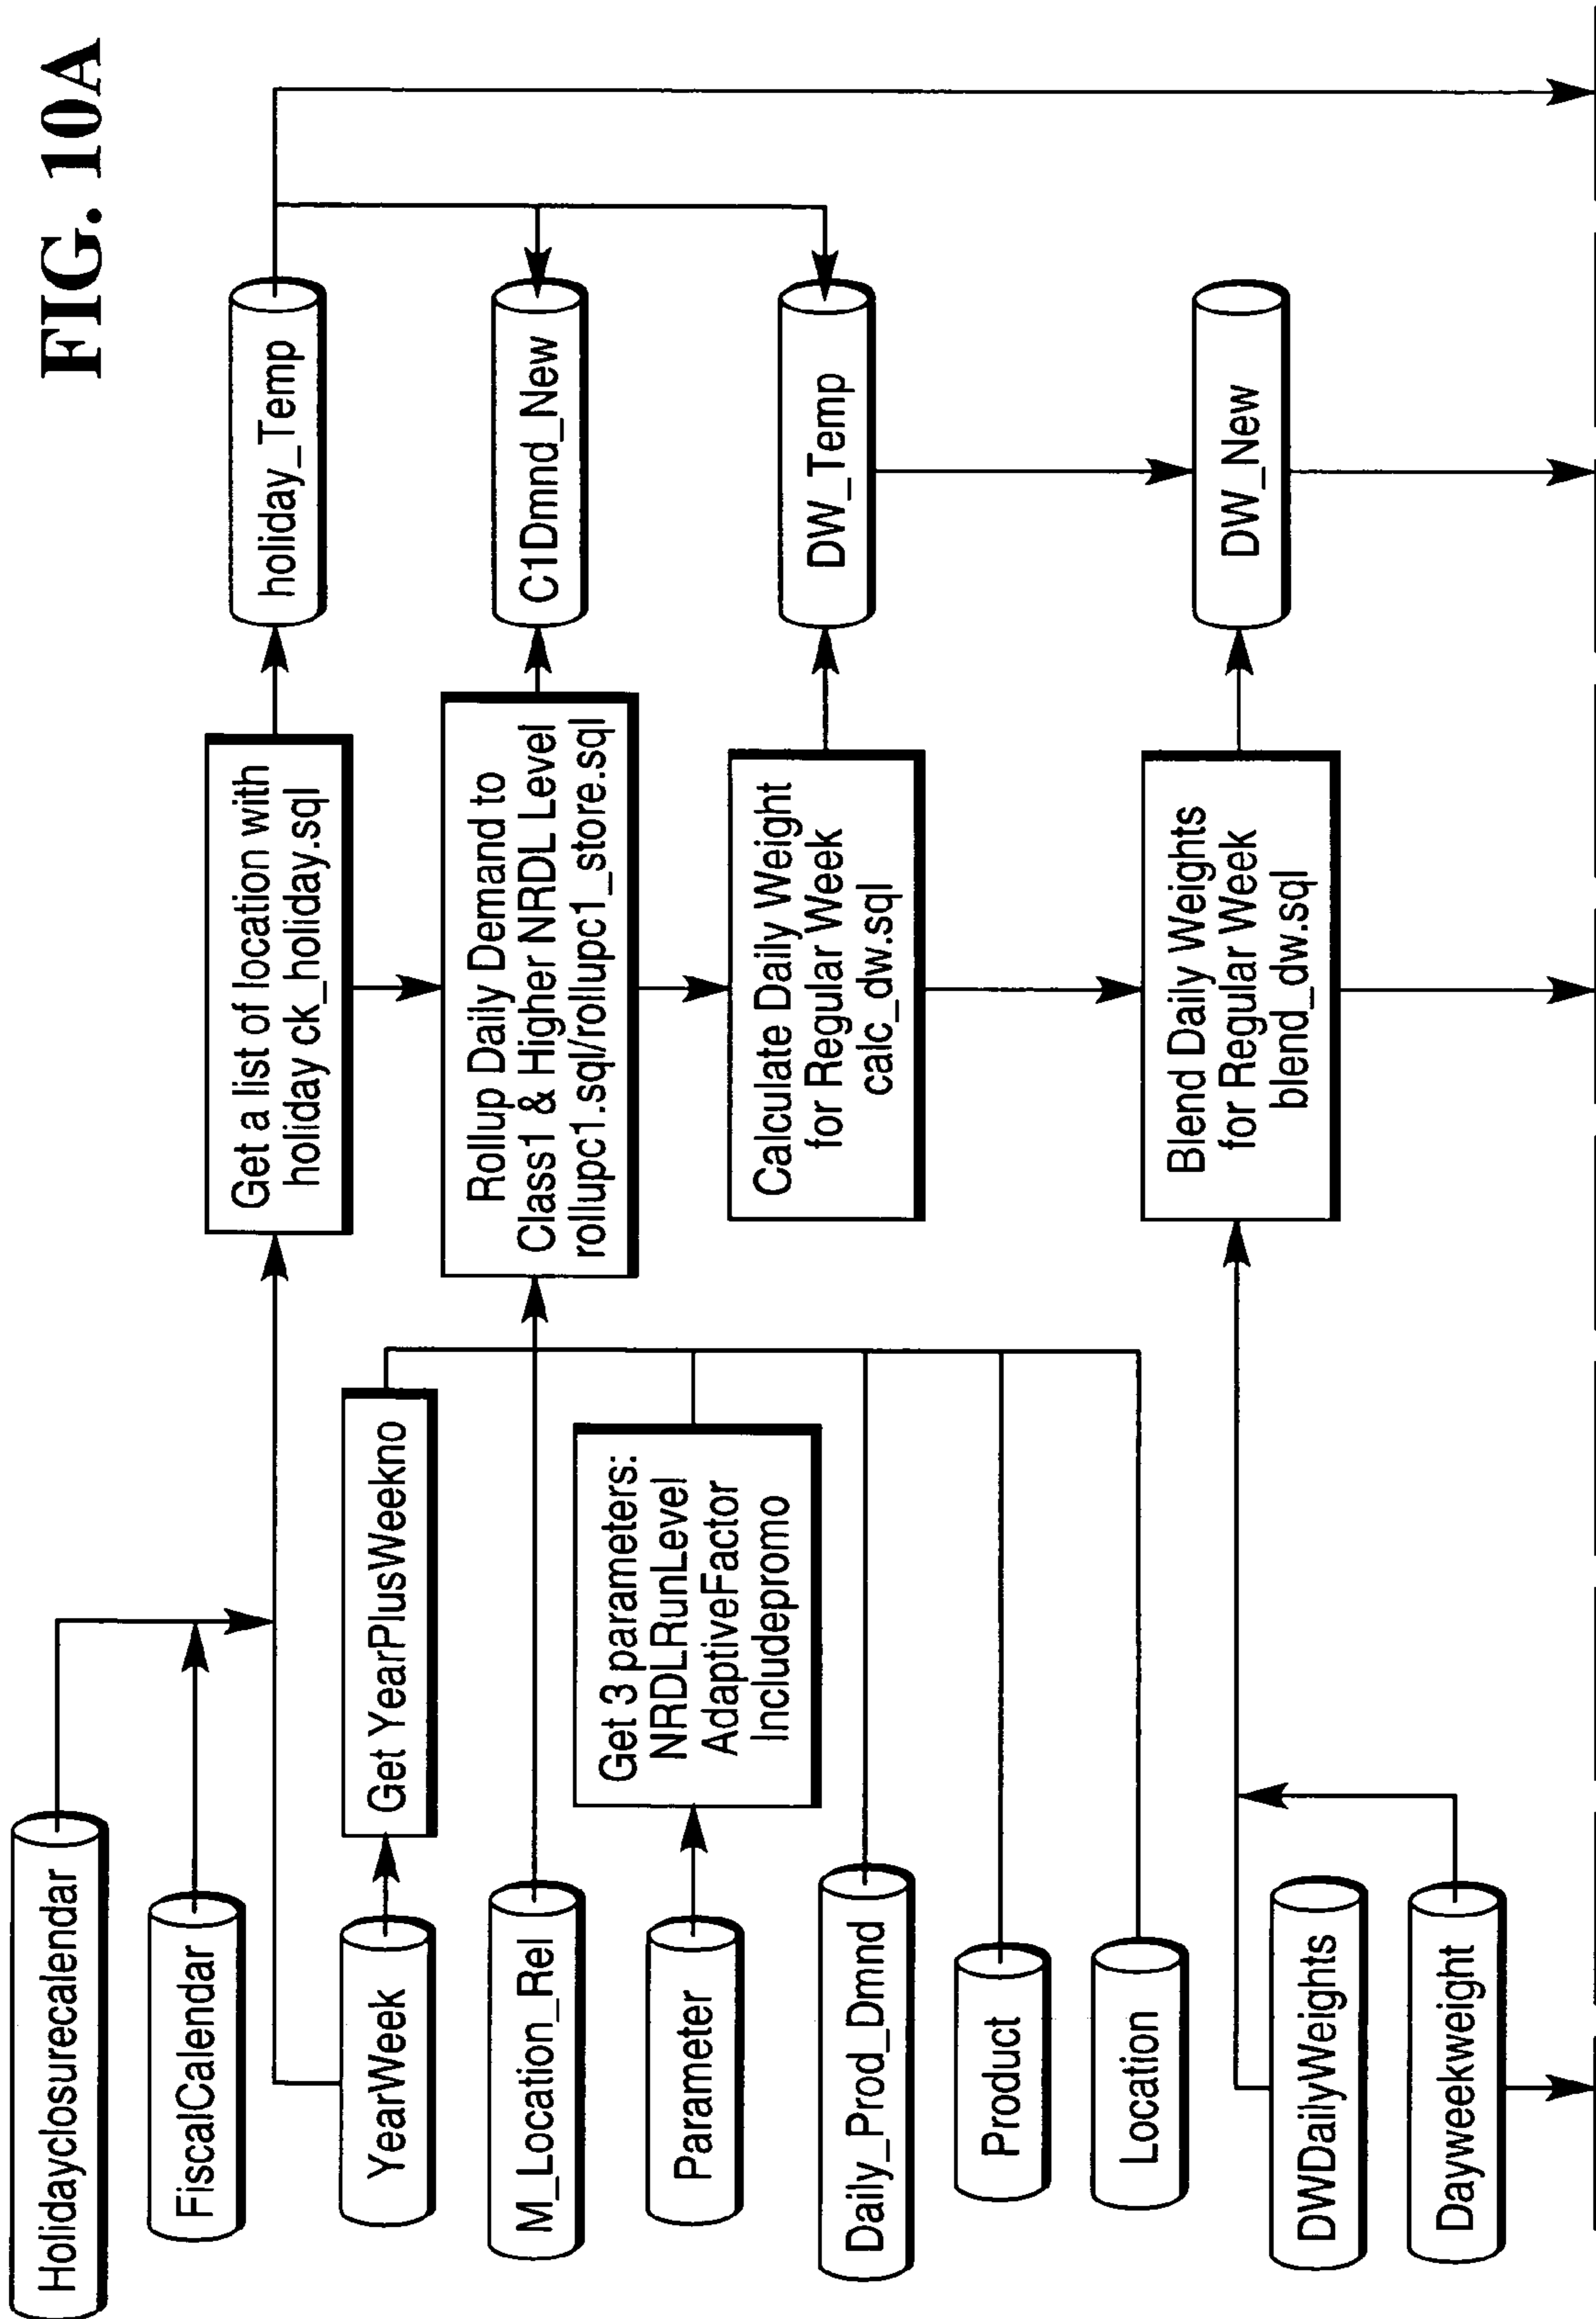 FIG. 10A
Holidayclosurecalendar
FiscalCalendar
YearWeek
M_Location_Rel
Parameter
Daily_Prod_Dmnd
Product
Location
DWDailyWeights
Dayweekweight
Get YearPlusWeekno
Get 3 parameters:
NRDLRunLevel
AdaptiveFactor
Includepromo
Get a list of location with
holiday ck_holiday.sql
Rollup Daily Demand to
Class1 & Higher NRDL Level
rollupc1.sql/rollupc1_store.sql
Calculate Daily Weight
for Regular Week
calc_dw.sql
Blend Daily Weights
for Regular Week
blend_dw.sql
holiday_Temp
C1Dmnd_New
DW_Temp
DW_New